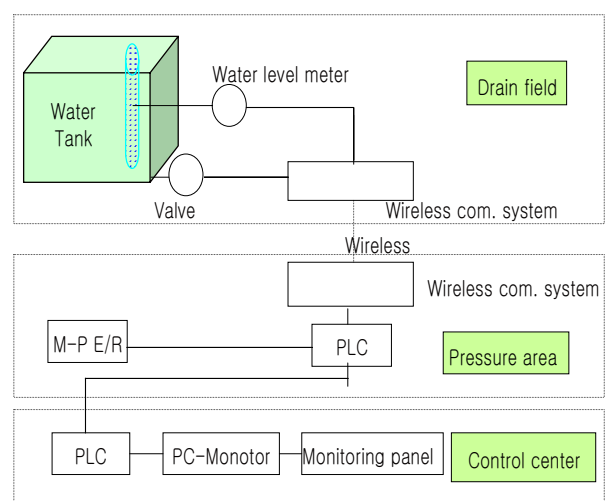 Water level meter
Drain field
Water
Tank
Valve
Wireless com. system
Wireless
Wireless com. system
M-P E/R
PLC
Pressure area
PLC
PC-Monotor
Monitoring panel
Control center